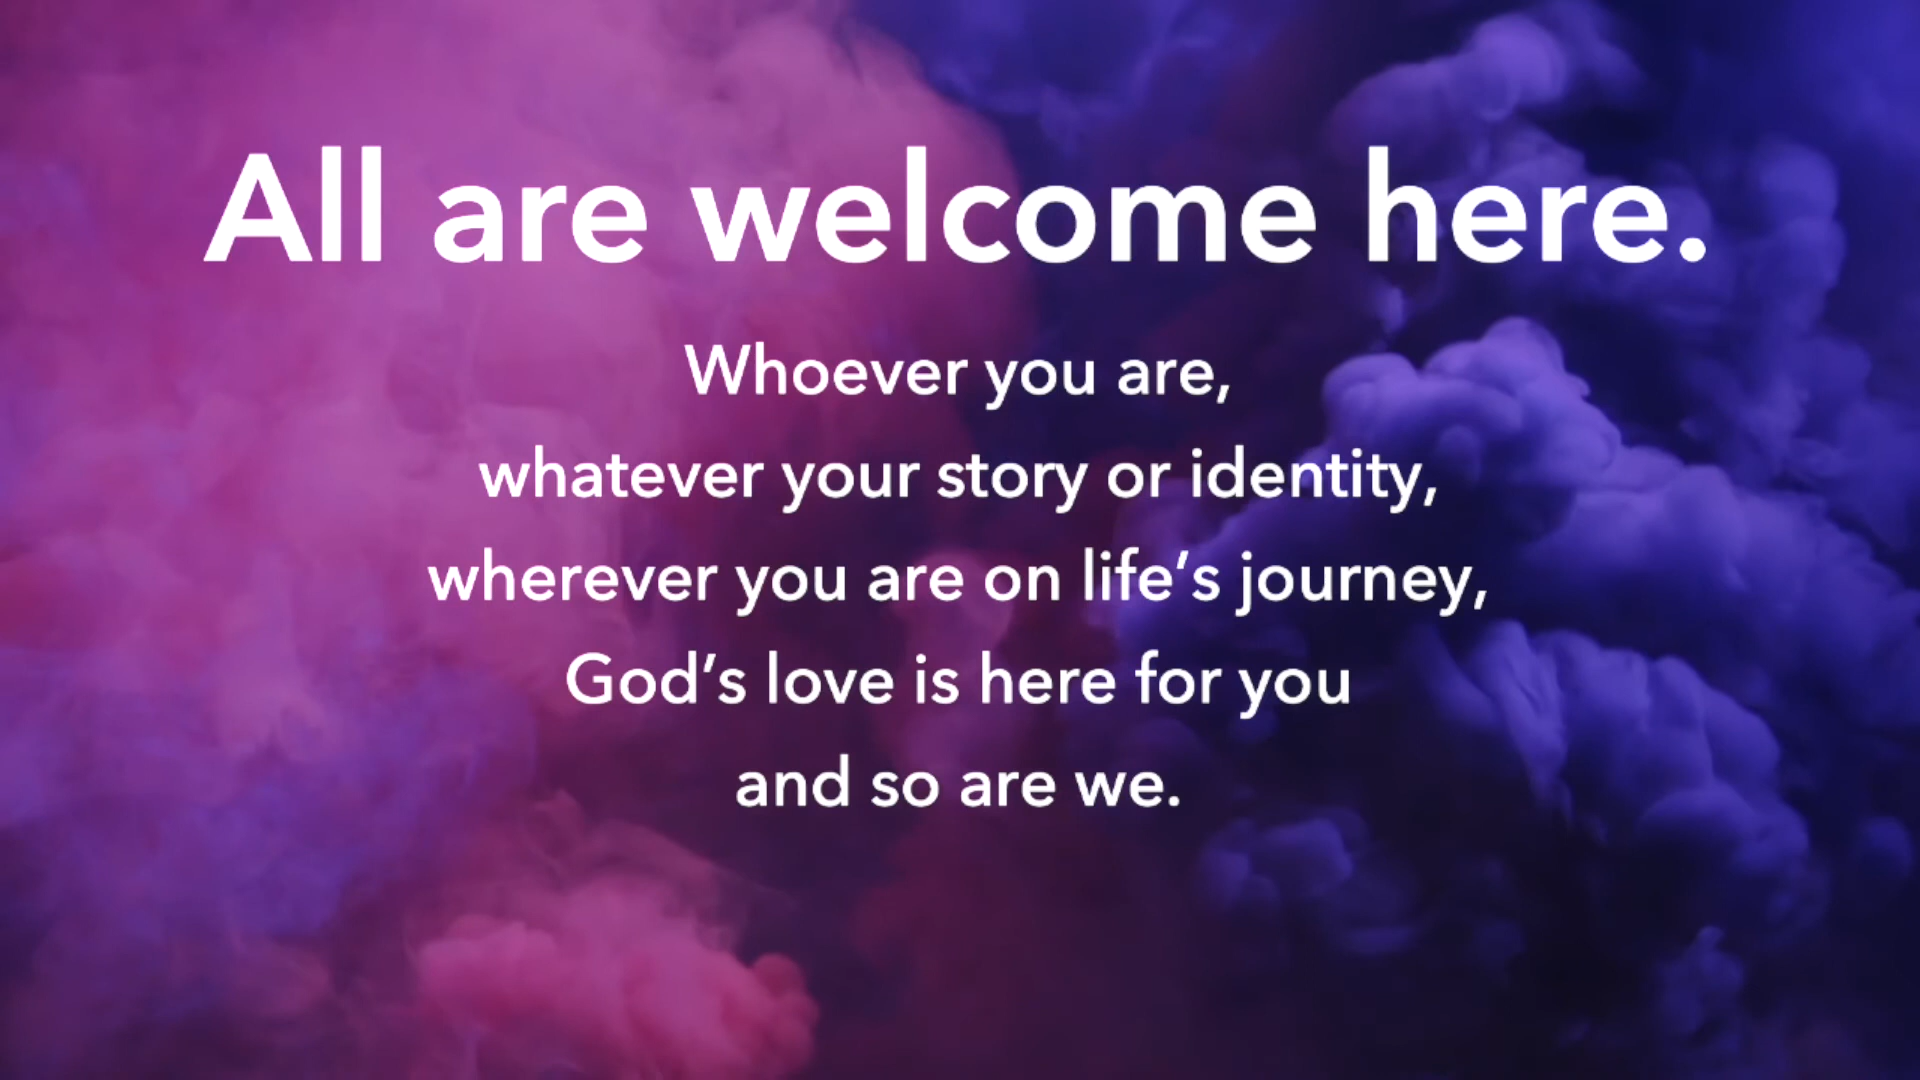 All are welcome here.
Whoever you are,
whatever your story or identity,
wherever you are on life’s journey,
God’s love is here for you
and so are we.